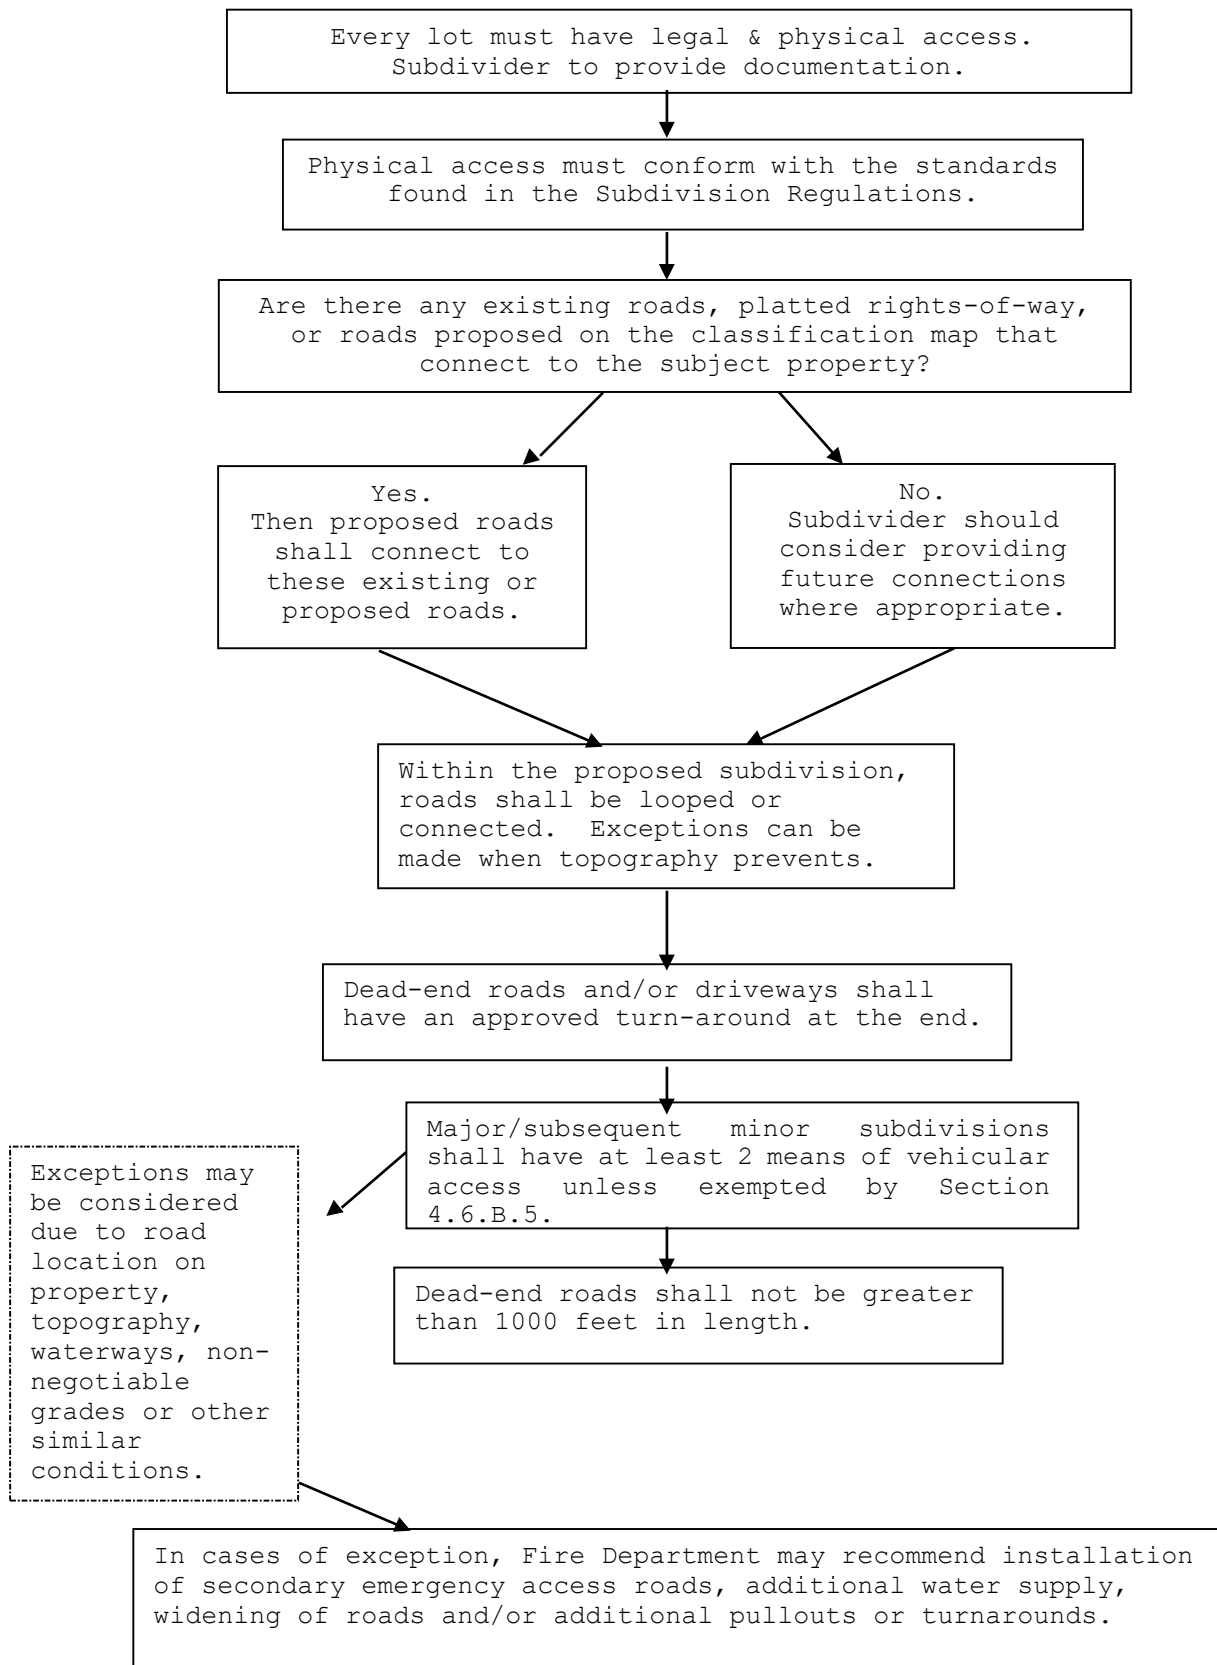 Every lot must have legal & physical access.
Subdivider to provide documentation.
Physical access must conform with the standards
found in the Subdivision Regulations.
Are there any existing roads, platted rights-of-way,
or roads proposed on the classification map that
connect to the subject property?
Yes.
Then proposed roads
shall connect to
these existing or
proposed roads.
No.
Subdivider should
consider providing
future connections
where appropriate.
Within the proposed subdivision,
roads shall be looped or
connected.  Exceptions can be
made when topography prevents.
Dead-end roads and/or driveways shall
have an approved turn-around at the end.
Major/subsequent minor subdivisions
shall have at least 2 means of vehicular
access unless exempted by Section
4.6.B.5.
Exceptions may
be considered
due to road
location on
property,
topography,
waterways, non-
negotiable
grades or other
similar
conditions.
Dead-end roads shall not be greater
than 1000 feet in length.
In cases of exception, Fire Department may recommend installation
of secondary emergency access roads, additional water supply,
widening of roads and/or additional pullouts or turnarounds.